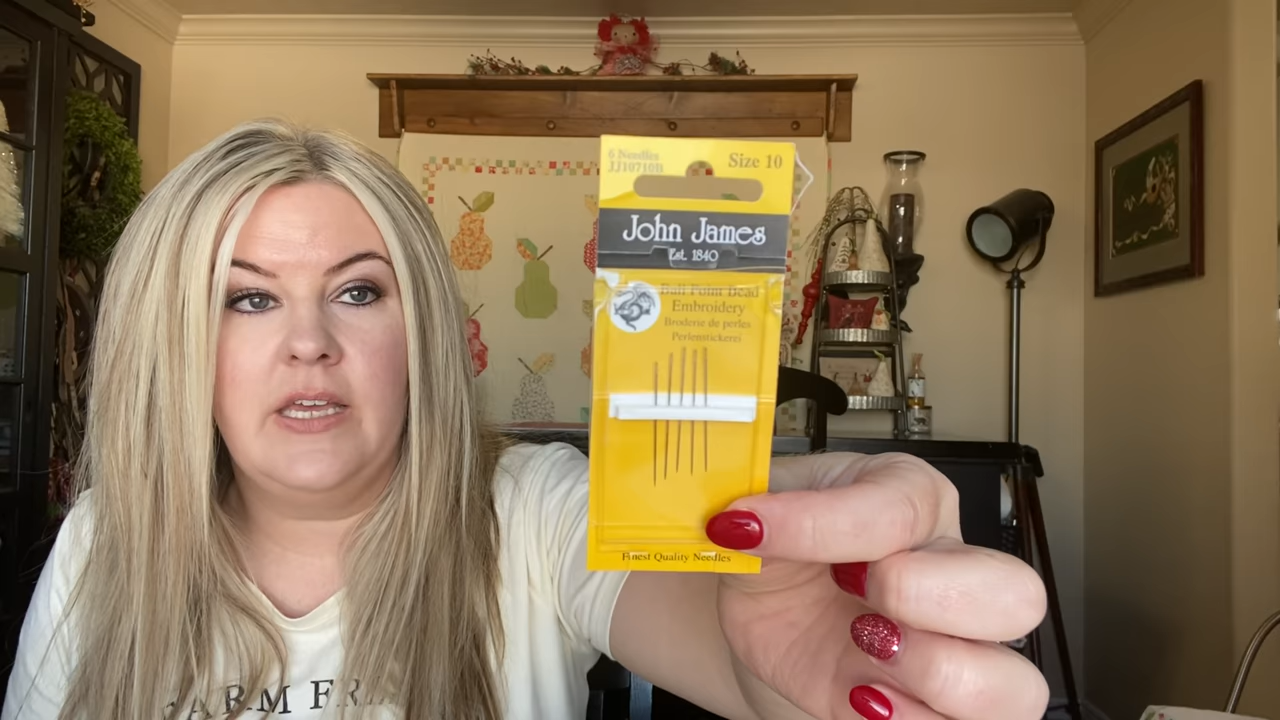 6 Needles
JJ10710B
Size 10
John James
Est. 1840
Ball Point Bead
Embroidery
Broderie de perles
Perlenstickerei
Finest Quality Needles